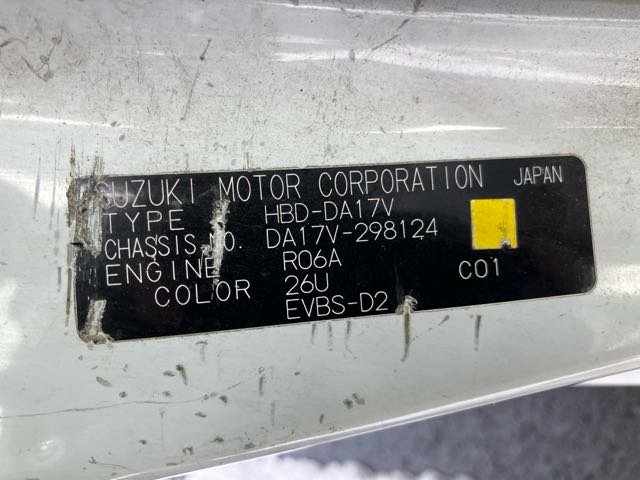 SUZUKI MOTOR CORPORATION JAPAN
TYPE HBD-DA17V
CHASSIS NO. DA17V-298124
ENGINE R06A C01
COLOR 26U
EVBS-D2